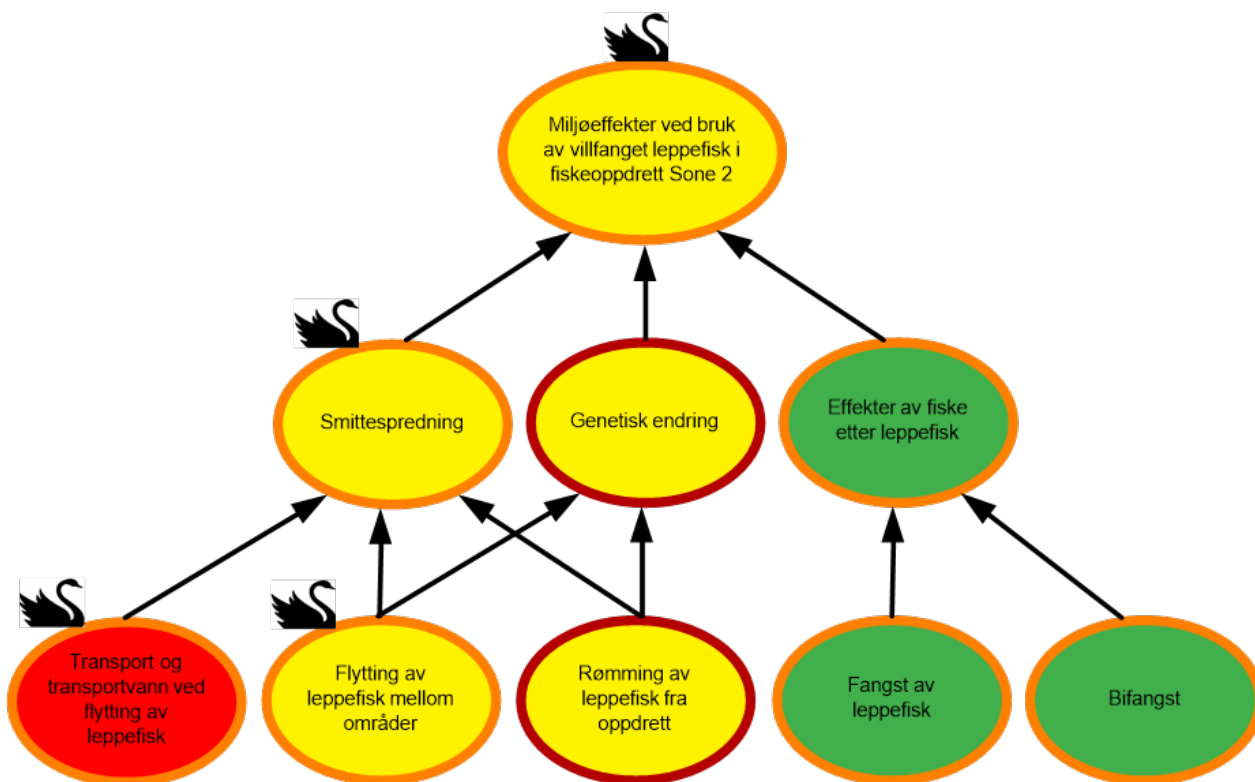 Miljøeffekter ved bruk
av villfanget leppefisk i
fiskeoppdrett Sone 2
Smittespredning
Genetisk endring
Effekter av fiske
etter leppefisk
Transport og
transportvann ved
flytting av
leppefisk
Flytting av
leppefisk mellom
områder
Rømming av
leppefisk fra
oppdrett
Fangst av
leppefisk
Bifangst